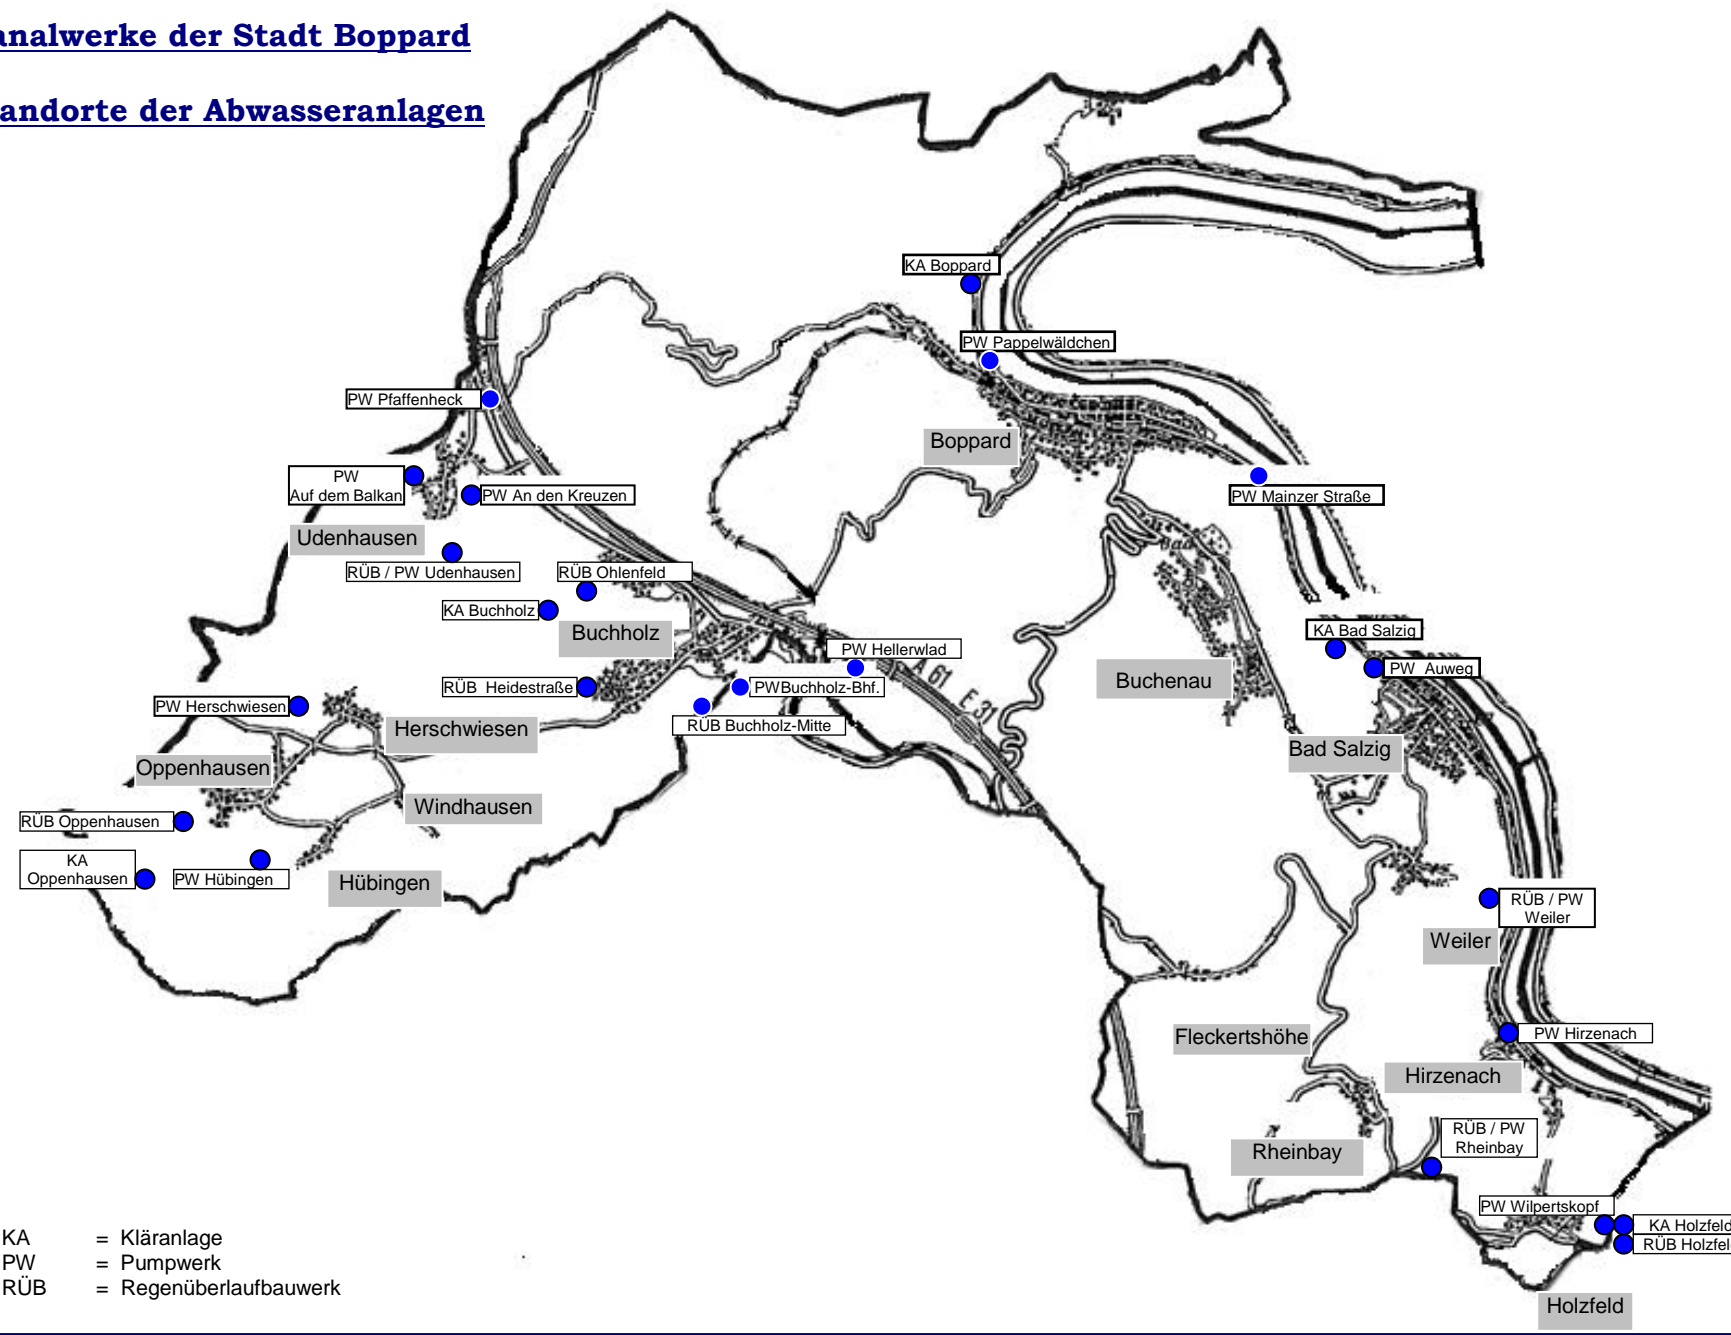 analwerke der Stadt Boppard
andorte der Abwasseranlagen
KA Boppard
PW Pappelwäldchen
PW Pfaffenheck
Boppard
PW
Auf dem Balkan
PW An den Kreuzen
PW Mainzer Straße
Udenhausen
Bad
RÜB / PW Udenhausen
RÜB Ohlenfeld
KA Buchholz
Buchholz
KA Bad Salzig
PW Hellerwlad
PW Auweg
A 61 E 31
Buchenau
RÜB Heidestraße
PWBuchholz-Bhf.
PW Herschwiesen
RÜB Buchholz-Mitte
Herschwiesen
Bad Salzig
Oppenhausen
Windhausen
RÜB Oppenhausen
KA
Oppenhausen
PW Hübingen
Hübingen
RÜB / PW
Weiler
Weiler
Fleckertshöhe
PW Hirzenach
Hirzenach
RÜB / PW
Rheinbay
Rheinbay
PW Wilpertskopf
KA Holzfeld
RÜB Holzfel
Holzfeld
KA = Kläranlage
PW = Pumpwerk
RÜB = Regenüberlaufbauwerk